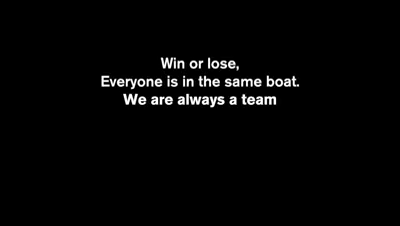 Win or lose,
Everyone is in the same boat.
We are always a team